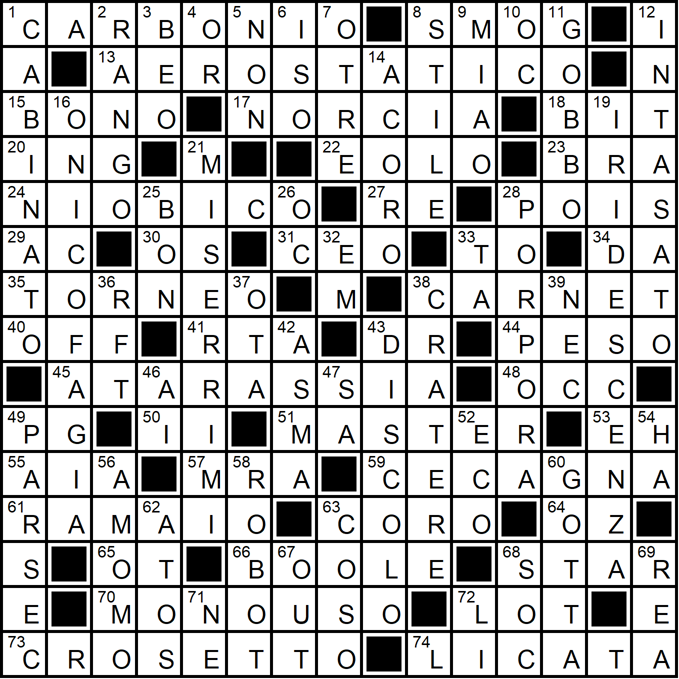 1 C A 2 R 3 B 4 O 5 N 6 I 7 O 8 S 9 M 10 O 11 G 12 I
A 13 A E R O S T 14 A T I C O N
15 B 16 O N O 17 N O R C I A 18 B 19 I T
20 I N G 21 M 22 E O L O 23 B R A
24 N I O 25 B I C 26 O 27 R E 28 P O I S
29 A C 30 O S 31 C 32 E O 33 T O 34 D A
35 T O 36 R N E 37 O M 38 C A R 39 N E T
40 O F F 41 R T 42 A 43 D R 44 P E S O
45 A T 46 A R A S 47 S I A 48 O C C
49 P G 50 I I 51 M A S T 52 E R 53 E 54 H
55 A I 56 A 57 M 58 R A 59 C E C A 60 G N A
61 R A M 62 A I O 63 C O R O 64 O Z
S 65 O T 66 B 67 O O L E 68 S T A 69 R
E 70 M O 71 N O U S O 72 L O T E
73 C R O S E T T O 74 L I C A T A